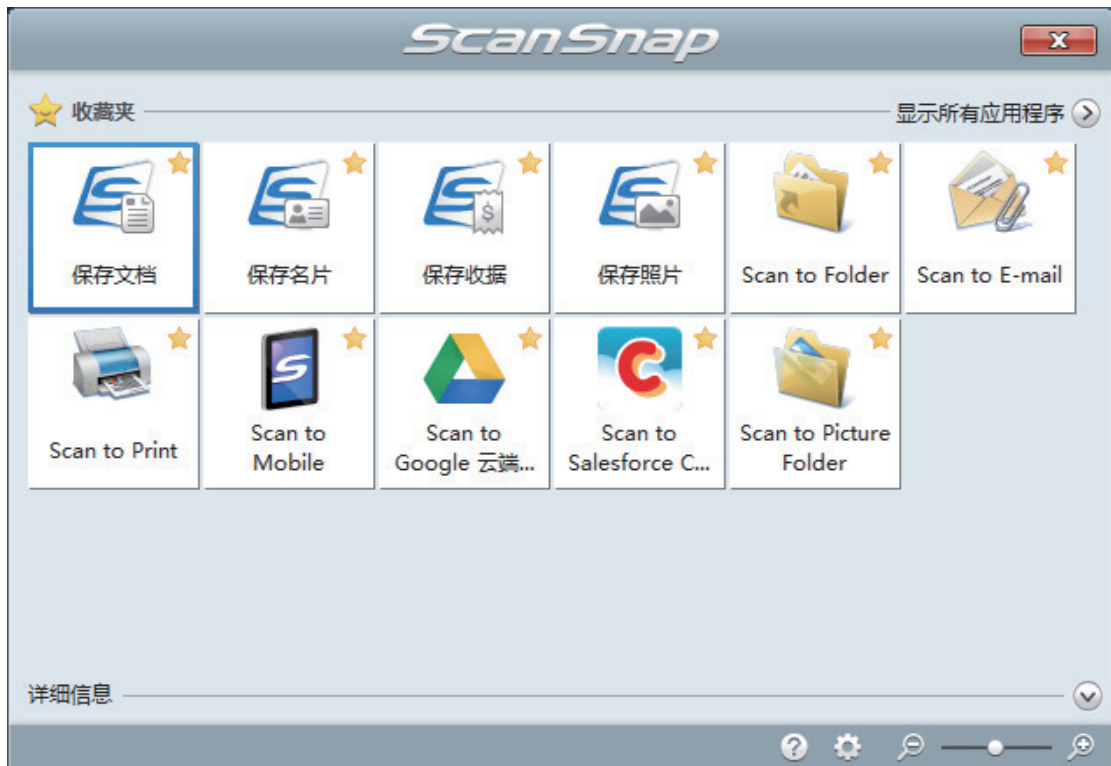 ScanSnap
收藏夹
显示所有应用程序
保存文档
保存名片
保存收据
保存照片
Scan to Folder
Scan to E-mail
Scan to Print
Scan to
Mobile
Scan to
Google 云端...
Scan to
Salesforce C...
Scan to Picture
Folder
详细信息